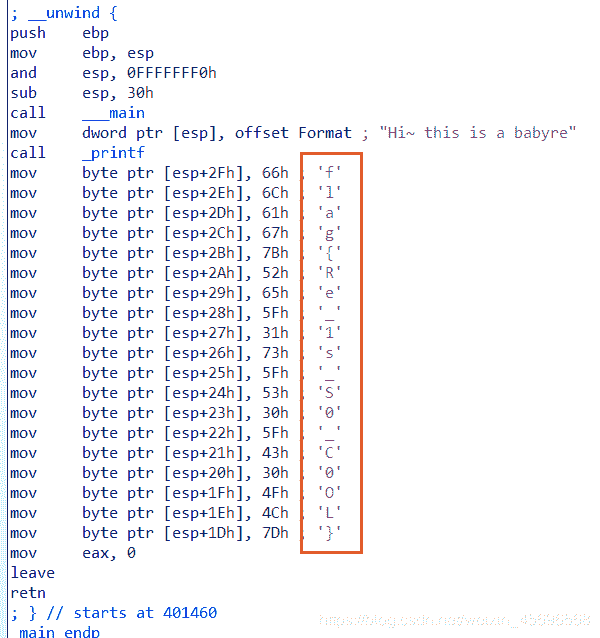 ; __unwind {
push ebp
mov ebp, esp
and esp, 0FFFFFFF0h
sub esp, 30h
call ___main
mov dword ptr [esp], offset Format ; "Hi~ this is a babyre"
call _printf
mov byte ptr [esp+2Fh], 66h ; 'f'
mov byte ptr [esp+2Eh], 6Ch ; 'l'
mov byte ptr [esp+2Dh], 61h ; 'a'
mov byte ptr [esp+2Ch], 67h ; 'g'
mov byte ptr [esp+2Bh], 7Bh ; '{'
mov byte ptr [esp+2Ah], 52h ; 'R'
mov byte ptr [esp+29h], 65h ; 'e'
mov byte ptr [esp+28h], 5Fh ; '_'
mov byte ptr [esp+27h], 31h ; '1'
mov byte ptr [esp+26h], 73h ; 's'
mov byte ptr [esp+25h], 5Fh ; '_'
mov byte ptr [esp+24h], 53h ; 'S'
mov byte ptr [esp+23h], 30h ; '0'
mov byte ptr [esp+22h], 5Fh ; '_'
mov byte ptr [esp+21h], 43h ; 'C'
mov byte ptr [esp+20h], 30h ; '0'
mov byte ptr [esp+1Fh], 4Fh ; 'O'
mov byte ptr [esp+1Eh], 4Ch ; 'L'
mov byte ptr [esp+1Dh], 7Dh ; '}'
mov eax, 0
leave
retn
; } // starts at 401460
main endp